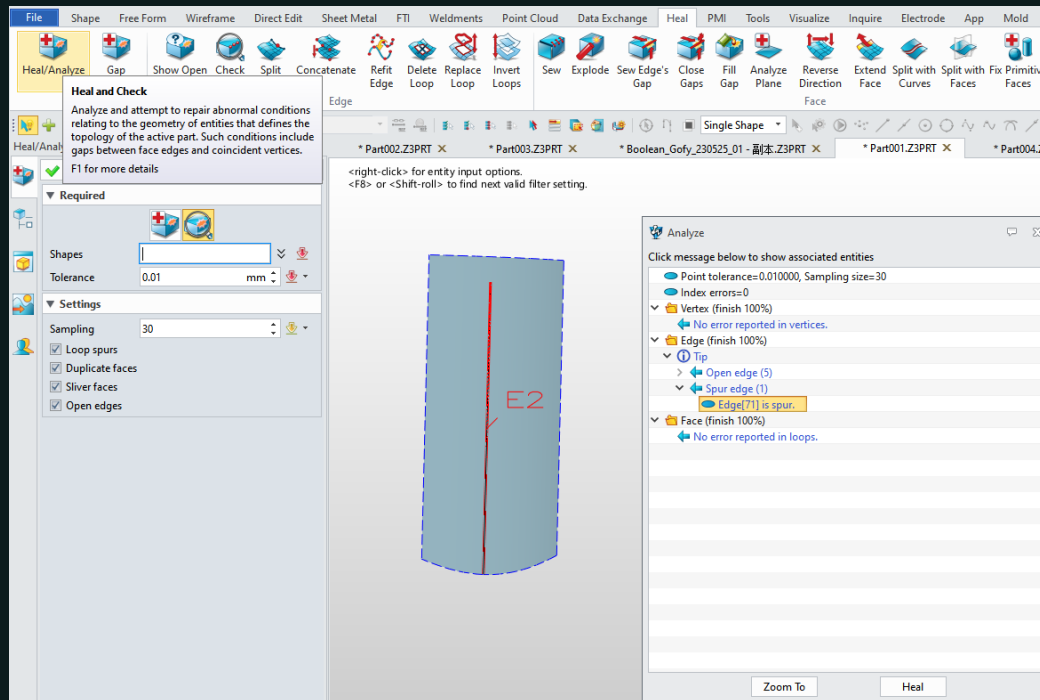 File Shape Free Form Wireframe Direct Edit Sheet Metal FTI Weldments Point Cloud Data Exchange Heal PMI Tools Visualize Inquire Electrode App Mold
Heal/Analyze Gap Show Open Check Split Concatenate Refit Edge Delete Loop Replace Loop Invert Loops Sew Explode Sew Edge's Gap Close Gaps Fill Gap Analyze Plane Reverse Direction Extend Face Split with Curves Split with Faces Fix Primitiv Faces
Edge Face
Heal and Check
Analyze and attempt to repair abnormal conditions
relating to the geometry of entities that defines the
topology of the active part. Such conditions include
gaps between face edges and coincident vertices.
F1 for more details
Single Shape
Heal/Analy
* Part002.Z3PRT * Part003.Z3PRT * Boolean_Gofy_230525_01 - 副本.Z3PRT * Part001.Z3PRT * Part004.Z
<right-click> for entity input options.
<F8> or <Shift-roll> to find next valid filter setting.
Required
Shapes
Tolerance 0.01 mm
Settings
Sampling 30
Loop spurs
Duplicate faces
Sliver faces
Open edges
E2
Analyze
Click message below to show associated entities
Point tolerance=0.010000, Sampling size=30
Index errors=0
Vertex (finish 100%)
No error reported in vertices.
Edge (finish 100%)
Tip
Open edge (5)
Spur edge (1)
Edge[71] is spur.
Face (finish 100%)
No error reported in loops.
Zoom To Heal